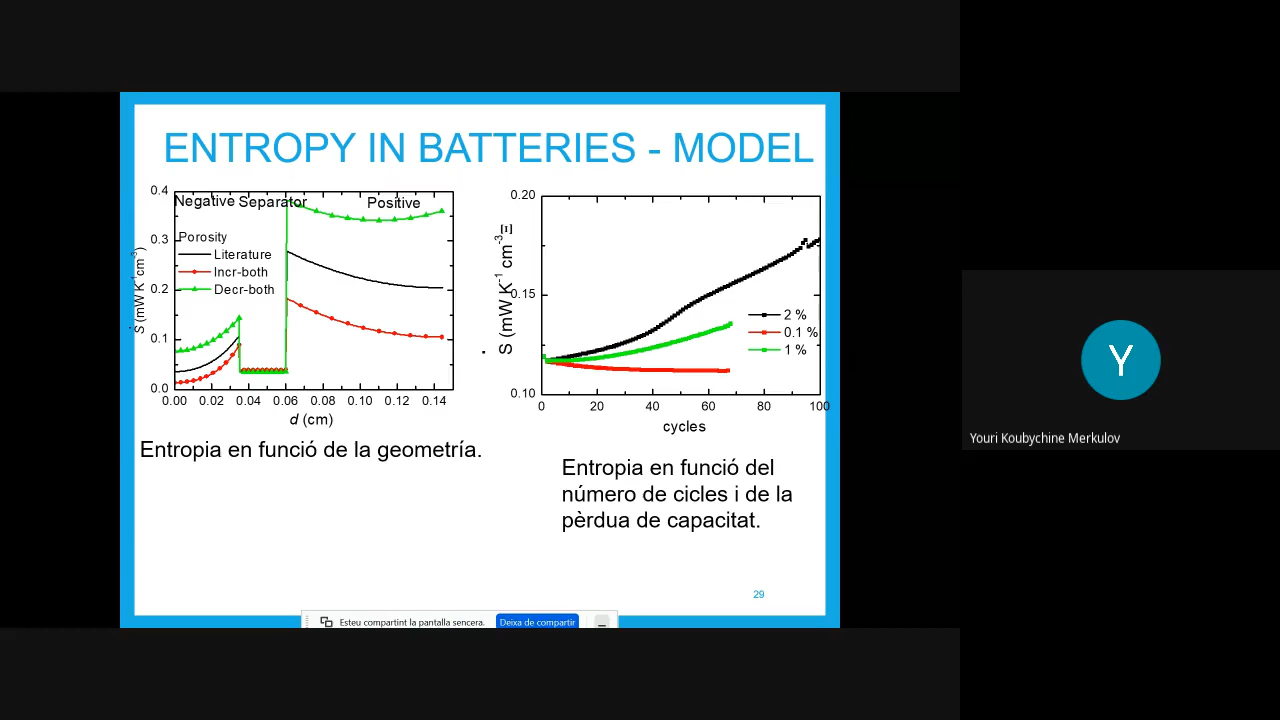 ENTROPY IN BATTERIES - MODEL
0.4
0.3
0.2
0.1
0.0
Ṡ (mW K⁻¹cm⁻³)
Negative Separator Positive
Porosity
Literature
Incr-both
Decr-both
0.00 0.02 0.04 0.06 0.08 0.10 0.12 0.14
d (cm)
Entropia en funció de la geometría.
0.20
0.15
0.10
S (mW K⁻¹ cm⁻³Ξ
2 %
0.1 %
1 %
0 20 40 60 80 100
cycles
Entropia en funció del
número de cicles i de la
pèrdua de capacitat.
29
Esteu compartint la pantalla sencera. Deixa de compartir
Y
Youri Koubychine Merkulov